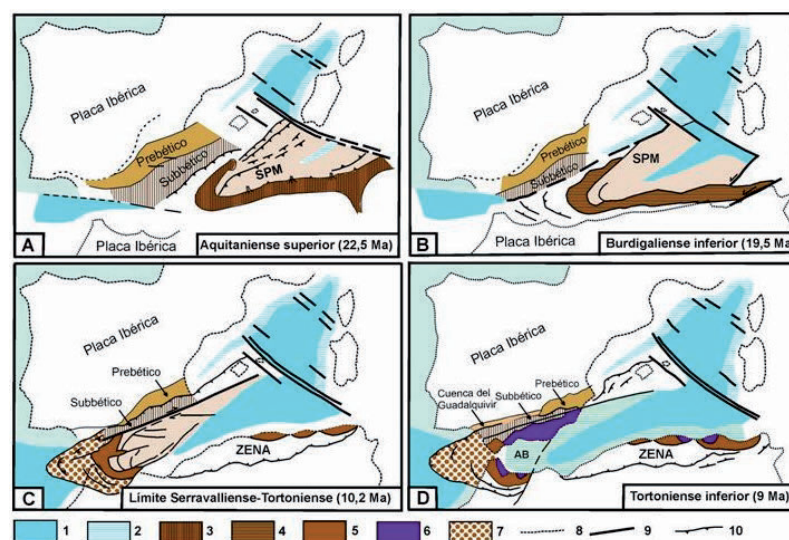 Placa Ibérica
Prebético
Subbético
SPM
Placa Ibérica
A
Aquitaniense superior (22,5 Ma)
Placa Ibérica
Prebético
Subbético
SPM
Placa Ibérica
B
Burdigaliense inferior (19,5 Ma)
Placa Ibérica
Prebético
Subbético
ZENA
C
Límite Serravalliense-Tortoniense (10,2 Ma)
Placa Ibérica
Cuenca del
Guadalquivir
Subbético
Prebético
AB
ZENA
D
Tortoniense inferior (9 Ma)
1 2 3 4 5 6 7 8 9 10